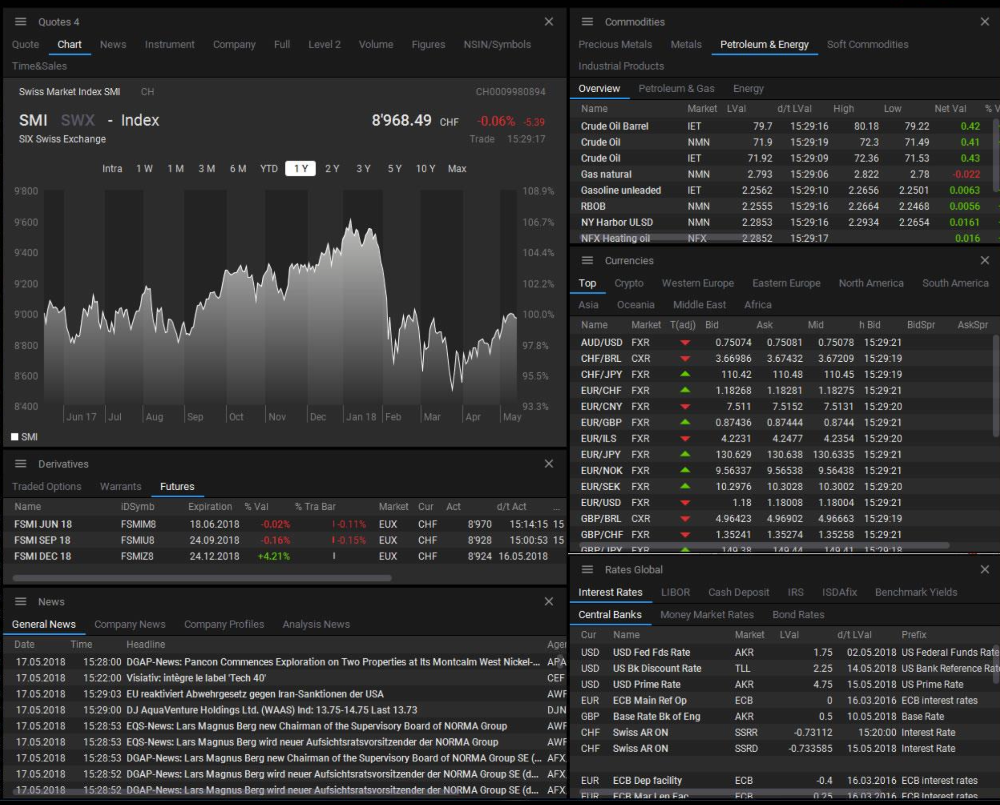 Quotes 4
Quote Chart News Instrument Company Full Level 2 Volume Figures NSIN/Symbols
Time&Sales
Swiss Market Index SMI CH CH0009980894
SMI SWX - Index 8'968.49 CHF -0.06% -5.39
SIX Swiss Exchange Trade 15:29:17
Intra 1 W 1 M 3 M 6 M YTD 1 Y 2 Y 3 Y 5 Y 10 Y Max
9'800 108.9%
9'600 106.7%
9'400 104.4%
9'200 102.2%
9'000 100.0%
8'800 97.8%
8'600 95.5%
8'400 93.3%
Jun 17 Jul Aug Sep Oct Nov Dec Jan 18 Feb Mar Apr May
SMI
Derivatives
Traded Options Warrants Futures
Name iDSymb Expiration % Val % Tra Bar Market Cur Act d/t Act ...
FSMI JUN 18 FSMIM8 18.06.2018 -0.02% -0.11% EUX CHF 8'970 15:14:15 15
FSMI SEP 18 FSMIU8 24.09.2018 -0.16% -0.15% EUX CHF 8'928 15:00:53 15
FSMI DEC 18 FSMIZ8 24.12.2018 +4.21% EUX CHF 8'924 16.05.2018
News
General News Company News Company Profiles Analysis News
Date Time Headline Agen
17.05.2018 15:28:00 DGAP-News: Pancon Commences Exploration on Two Properties at Its Montcalm West Nickel-... APA
17.05.2018 15:22:00 Visiativ: intègre le label 'Tech 40' CEF
17.05.2018 15:29:03 EU reaktiviert Abwehrgesetz gegen Iran-Sanktionen der USA AWF
17.05.2018 15:29:00 DJ AquaVenture Holdings Ltd. (WAAS) Ind: 13.75-14.75 Last 13.73 DJN
17.05.2018 15:28:53 EQS-News: Lars Magnus Berg new Chairman of the Supervisory Board of NORMA Group AWF
17.05.2018 15:28:53 EQS-News: Lars Magnus Berg wird neuer Aufsichtsratsvorsitzender der NORMA Group AWF
17.05.2018 15:28:53 DGAP-News: Lars Magnus Berg new Chairman of the Supervisory Board of NORMA Group SE (... AFX
17.05.2018 15:28:52 DGAP-News: Lars Magnus Berg wird neuer Aufsichtsratsvorsitzender der NORMA Group SE (d... AFX
17.05.2018 15:28:52 DGAP-News: Lars Magnus Berg wird neuer Aufsichtsratsvorsitzender der NORMA Group SE (d... AFX
Commodities
Precious Metals Metals Petroleum & Energy Soft Commodities
Industrial Products
Overview Petroleum & Gas Energy
Name Market LVal d/t LVal High Low Net Val % V
Crude Oil Barrel IET 79.7 15:29:16 80.18 79.22 0.42
Crude Oil NMN 71.9 15:29:19 72.3 71.49 0.41
Crude Oil IET 71.92 15:29:09 72.36 71.53 0.43
Gas natural NMN 2.793 15:29:06 2.822 2.78 -0.022
Gasoline unleaded IET 2.2562 15:29:10 2.2656 2.2501 0.0063
RBOB NMN 2.2555 15:29:16 2.2664 2.2468 0.0056
NY Harbor ULSD NMN 2.2853 15:29:16 2.2934 2.2654 0.0161
NFX Heating oil NFX 2.2852 15:29:17 0.016
Currencies
Top Crypto Western Europe Eastern Europe North America South America
Asia Oceania Middle East Africa
Name Market T(adj) Bid Ask Mid h Bid BidSpr AskSpr
AUD/USD FXR 0.75074 0.75081 0.75078 15:29:21
CHF/BRL CXR 3.66986 3.67432 3.67209 15:29:19
CHF/JPY FXR 110.42 110.48 110.45 15:29:19
EUR/CHF FXR 1.18268 1.18281 1.18275 15:29:21
EUR/CNY FXR 7.511 7.5152 7.5131 15:29:20
EUR/GBP FXR 0.87436 0.87444 0.8744 15:29:21
EUR/ILS FXR 4.2231 4.2477 4.2354 15:29:20
EUR/JPY FXR 130.629 130.638 130.6335 15:29:21
EUR/NOK FXR 9.56337 9.56538 9.56438 15:29:21
EUR/SEK FXR 10.2976 10.3028 10.3002 15:29:20
EUR/USD FXR 1.18 1.18008 1.18004 15:29:21
GBP/BRL CXR 4.96423 4.96902 4.96663 15:29:19
GBP/CHF FXR 1.35241 1.35274 1.35258 15:29:21
GBP/JPY FXR 149.38 149.44 149.41 15:29:18
Rates Global
Interest Rates LIBOR Cash Deposit IRS ISDAfix Benchmark Yields
Central Banks Money Market Rates Bond Rates
Cur Name Market LVal d/t LVal Prefix
USD USD Fed Fds Rate AKR 1.75 02.05.2018 US Federal Funds Rate
USD US Bk Discount Rate TLL 2.25 14.05.2018 US Bank Reference Rate
USD USD Prime Rate AKR 4.75 15.05.2018 US Prime Rate
EUR ECB Main Ref Op ECB 0 16.03.2016 ECB interest rates
GBP Base Rate Bk of Eng AKR 0.5 10.05.2018 Base Rate
CHF Swiss AR ON SSRR -0.73112 15:20:00 Interest Rate
CHF Swiss AR ON SSRD -0.733585 15.05.2018 Interest Rate
EUR ECB Dep facility ECB -0.4 16.03.2016 ECB interest rates
EUR ECB Mar Len Fac ECB 0.25 16.03.2016 ECB Interest rates